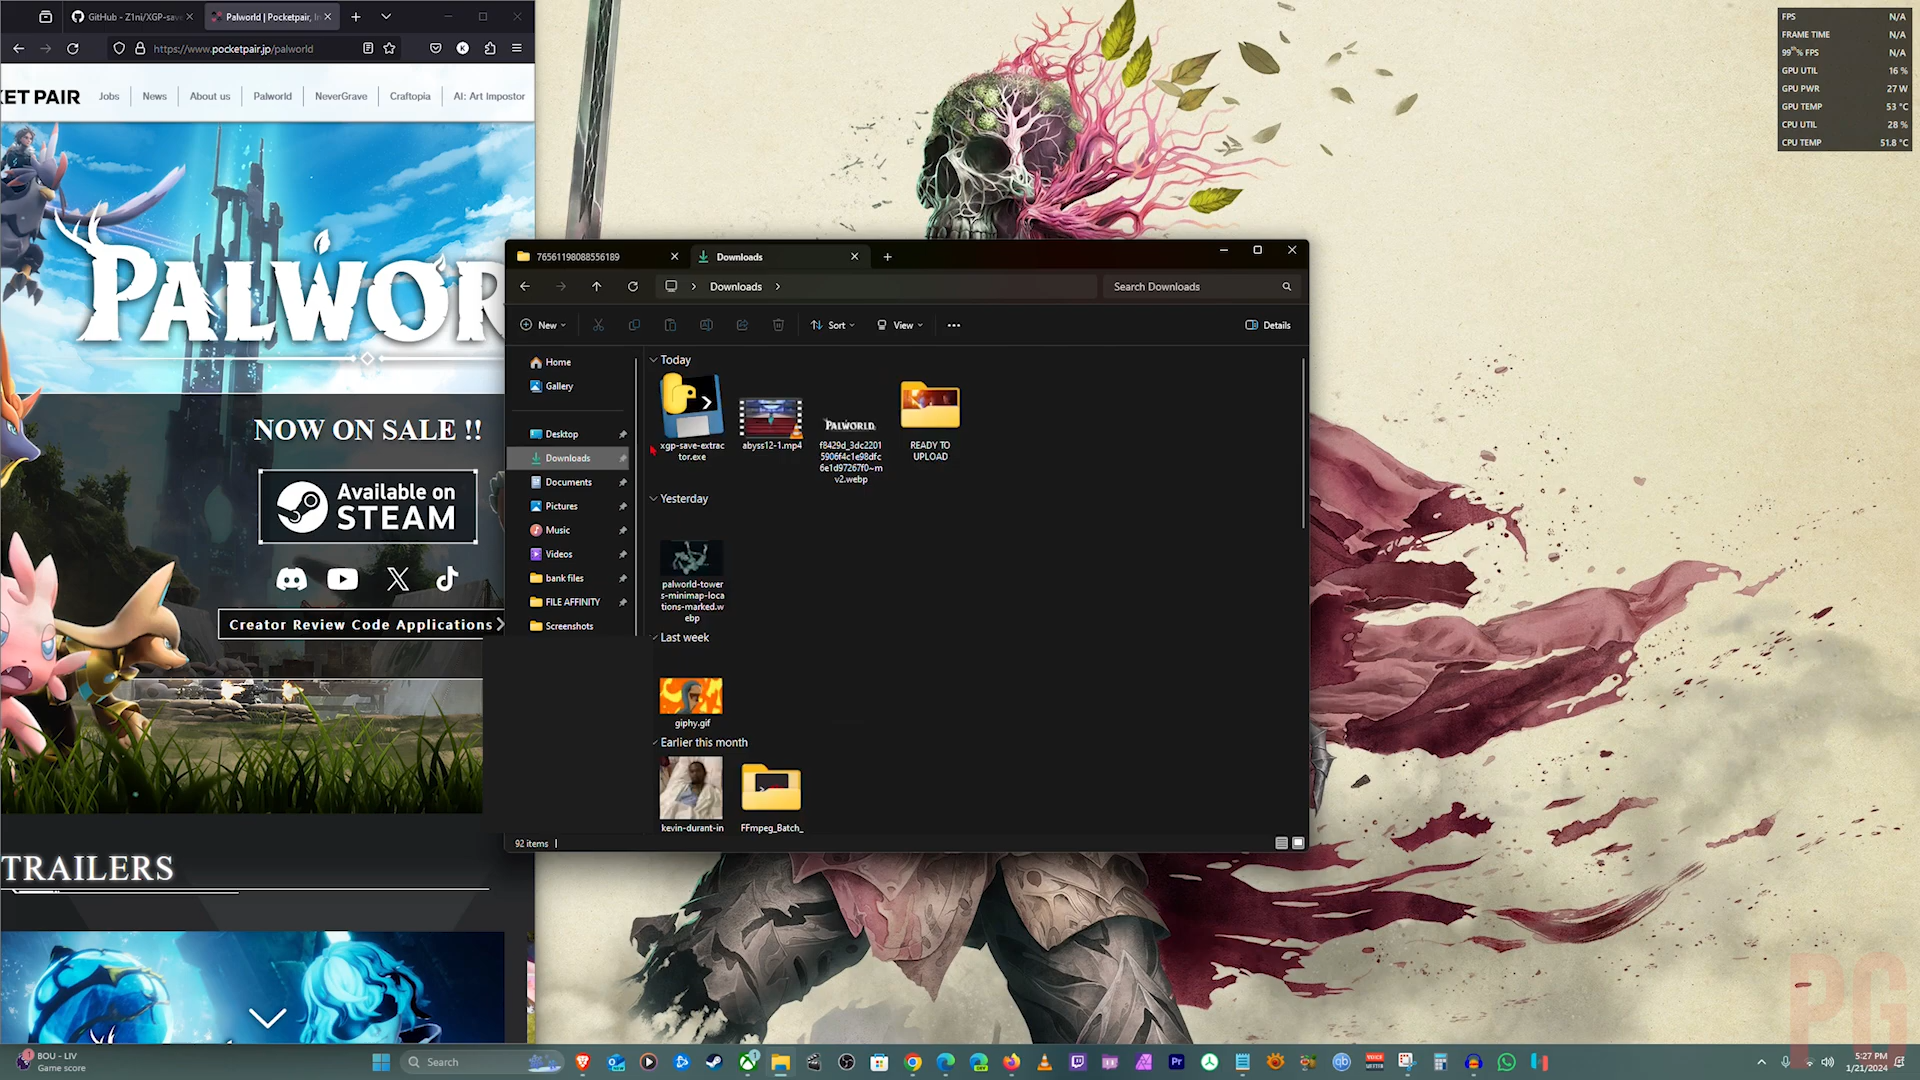 GitHub - Z1ni/XGP-save
Palworld | Pocketpair, In
https://www.pocketpair.jp/palworld
KET PAIR
Jobs
News
About us
Palworld
NeverGrave
Craftopia
AI: Art Impostor
PALWOR
NOW ON SALE !!
Available on
STEAM
Creator Review Code Applications
TRAILERS
76561198088556189
Downloads
Downloads
Search Downloads
New
Sort
View
Details
Home
Gallery
Desktop
Downloads
Documents
Pictures
Music
Videos
bank files
FILE AFFINITY
Screenshots
Today
xgp-save-extrac
tor.exe
abyss12-1.mp4
PALWORLD
f8429d_3dc2201
5906f4c1e98dfc
6e1d97267f0~m
v2.webp
READY TO
UPLOAD
Yesterday
palworld-tower
s-minimap-loca
tions-marked.w
ebp
Last week
giphy.gif
Earlier this month
kevin-durant-in
FFmpeg_Batch_
92 items
FPS N/A
FRAME TIME N/A
99th% FPS N/A
GPU UTIL 16 %
GPU PWR 27 W
GPU TEMP 53 °C
CPU UTIL 28 %
CPU TEMP 51.8 °C
PG
BOU - LIV
Game score
Search
5:27 PM
1/21/2024